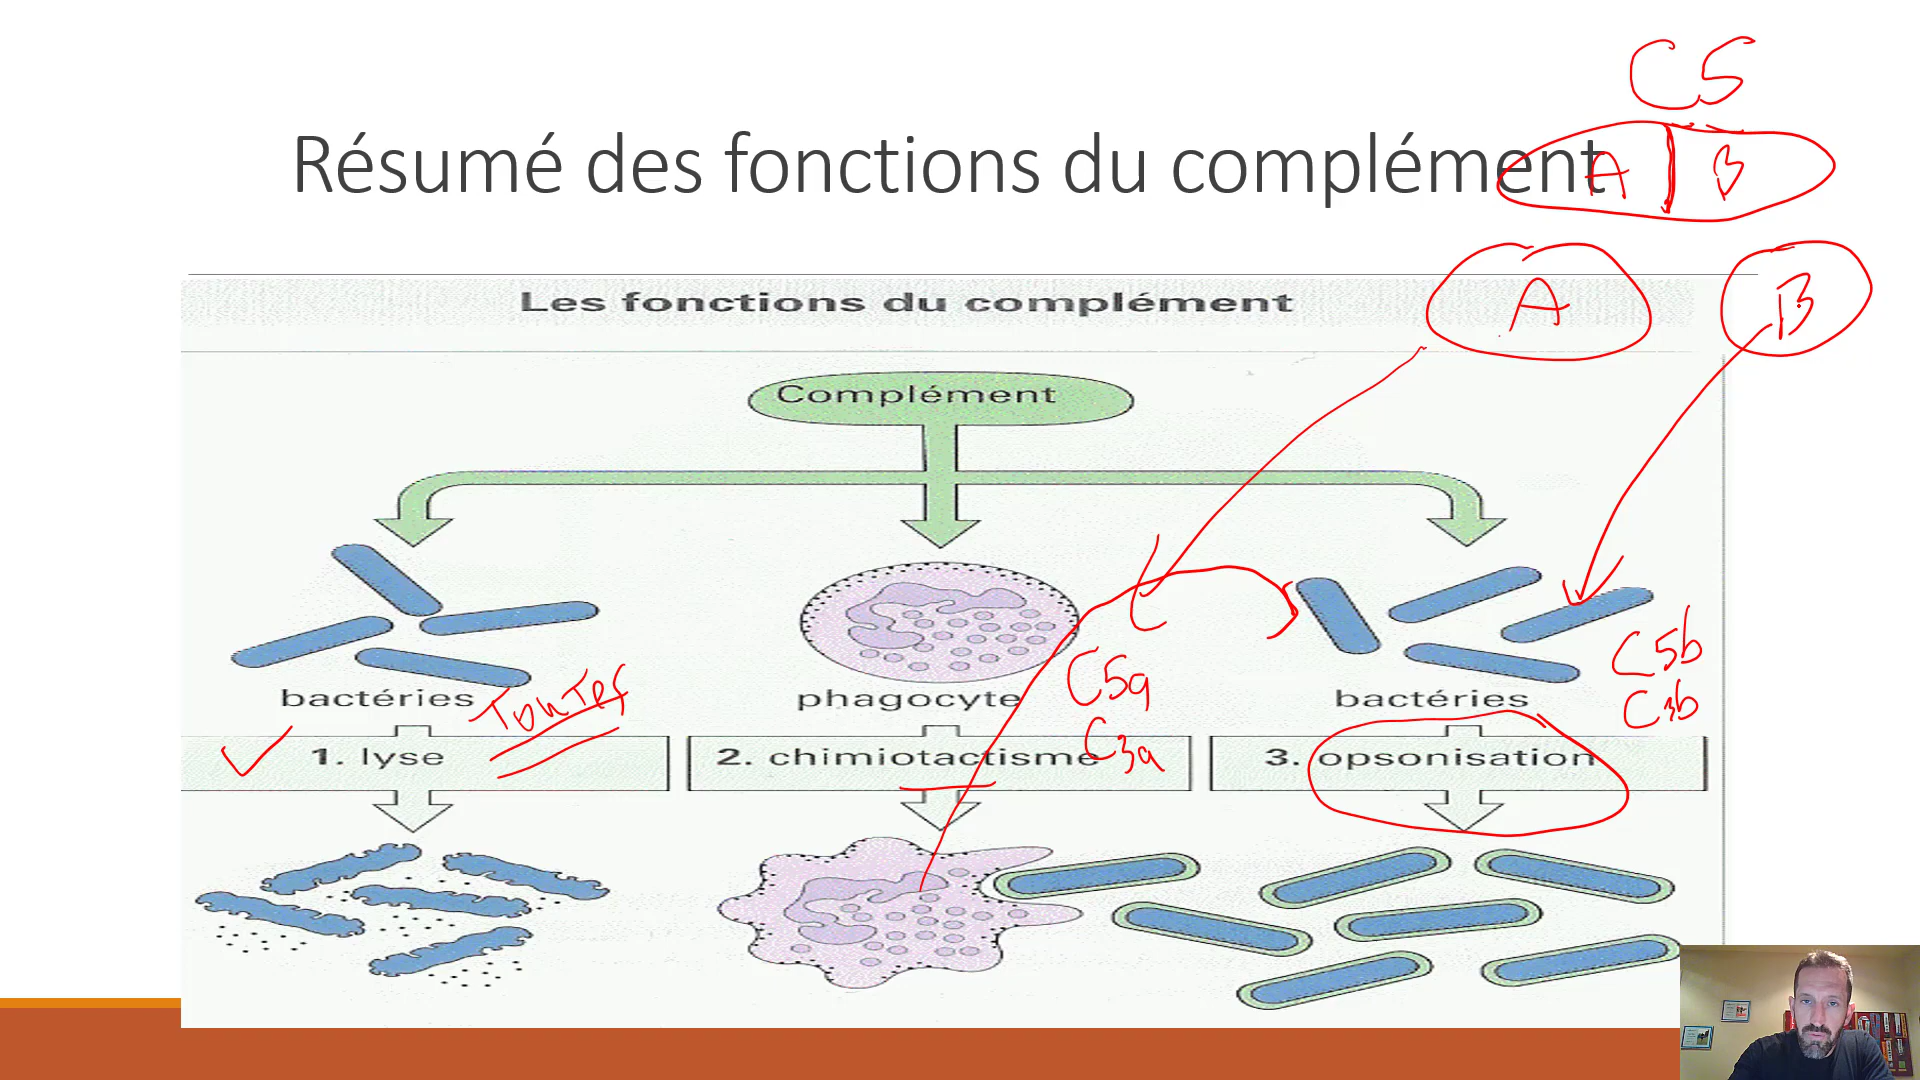 C5
Résumé des fonctions du complément
A B
A B
Les fonctions du complément
Complément
bactéries phagocyte bactéries
C5a
C3a
C5b
C3b
1. lyse 2. chimiotactisme 3. opsonisation